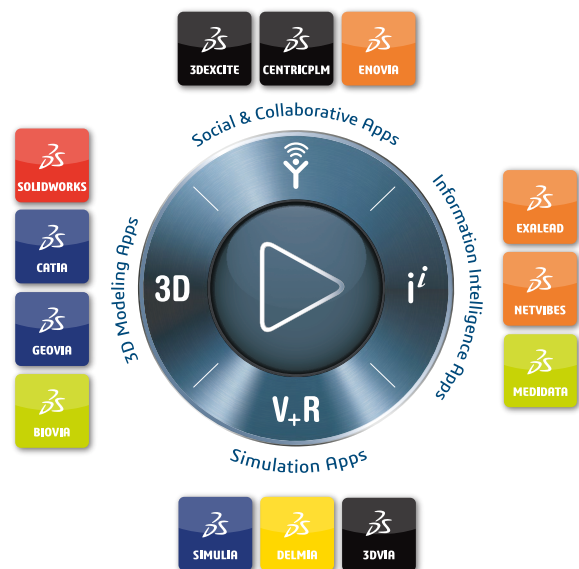 3DEXCITE
CENTRICPLM
ENOVIA
Social & Collaborative Apps
SOLIDWORKS
CATIA
GEOVIA
BIOVIA
3D Modeling Apps
3D
i i
V+R
Information Intelligence Apps
EXALEAD
NETVIBES
MEDIDATA
Simulation Apps
SIMULIA
DELMIA
3DVIA